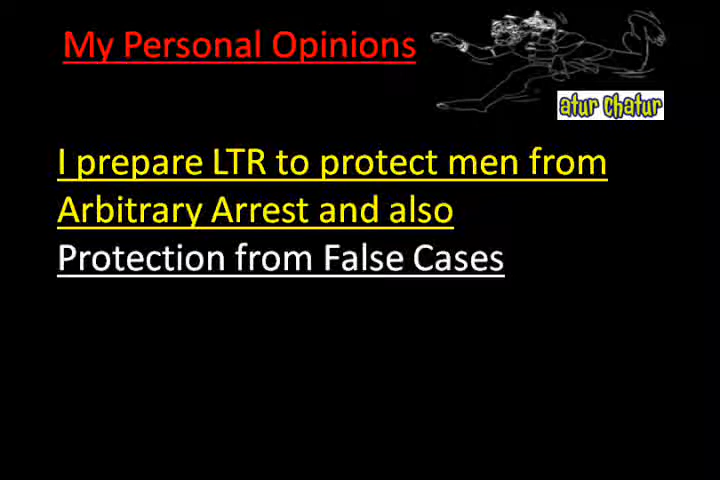 My Personal Opinions
atur chatur
I prepare LTR to protect men from
Arbitrary Arrest and also
Protection from False Cases